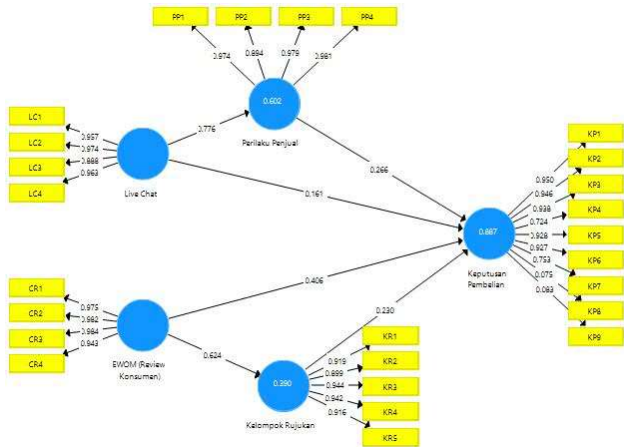 PP1 PP2 PP3 PP4
0.974 0.894 0.979 0.981
0.602
Perilaku Penjual
LC1
LC2
LC3
LC4
0.957
0.974
0.888
0.963
Live Chat
0.776
0.266
0.161
KP1
KP2
KP3
KP4
KP5
KP6
KP7
KP8
KP9
0.950
0.946
0.938
0.724
0.928
0.927
0.753
0.075
0.083
0.887
Keputusan
Pembelian
0.406
0.230
CR1
CR2
CR3
CR4
0.975
0.982
0.984
0.943
EWOM (Review
Konsumen)
0.624
0.390
Kelompok Rujukan
KR1
KR2
KR3
KR4
KR5
0.919
0.899
0.944
0.942
0.916